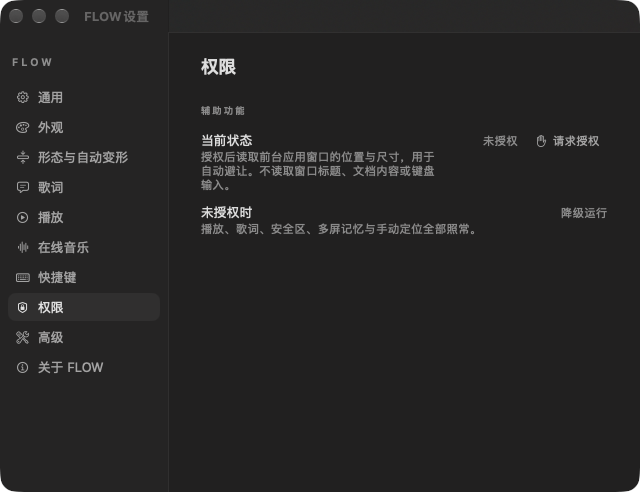 FLOW 设置
FLOW
通用
外观
形态与自动变形
歌词
播放
在线音乐
快捷键
权限
高级
关于 FLOW
权限
辅助功能
当前状态
未授权
请求授权
授权后读取前台应用窗口的位置与尺寸，用于
自动避让。不读取窗口标题、文档内容或键盘
输入。
未授权时
降级运行
播放、歌词、安全区、多屏记忆与手动定位全部照常。